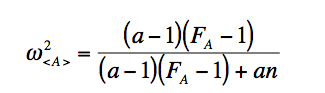 ω²<A> = (a−1)(F_A −1) / (a−1)(F_A −1) + an